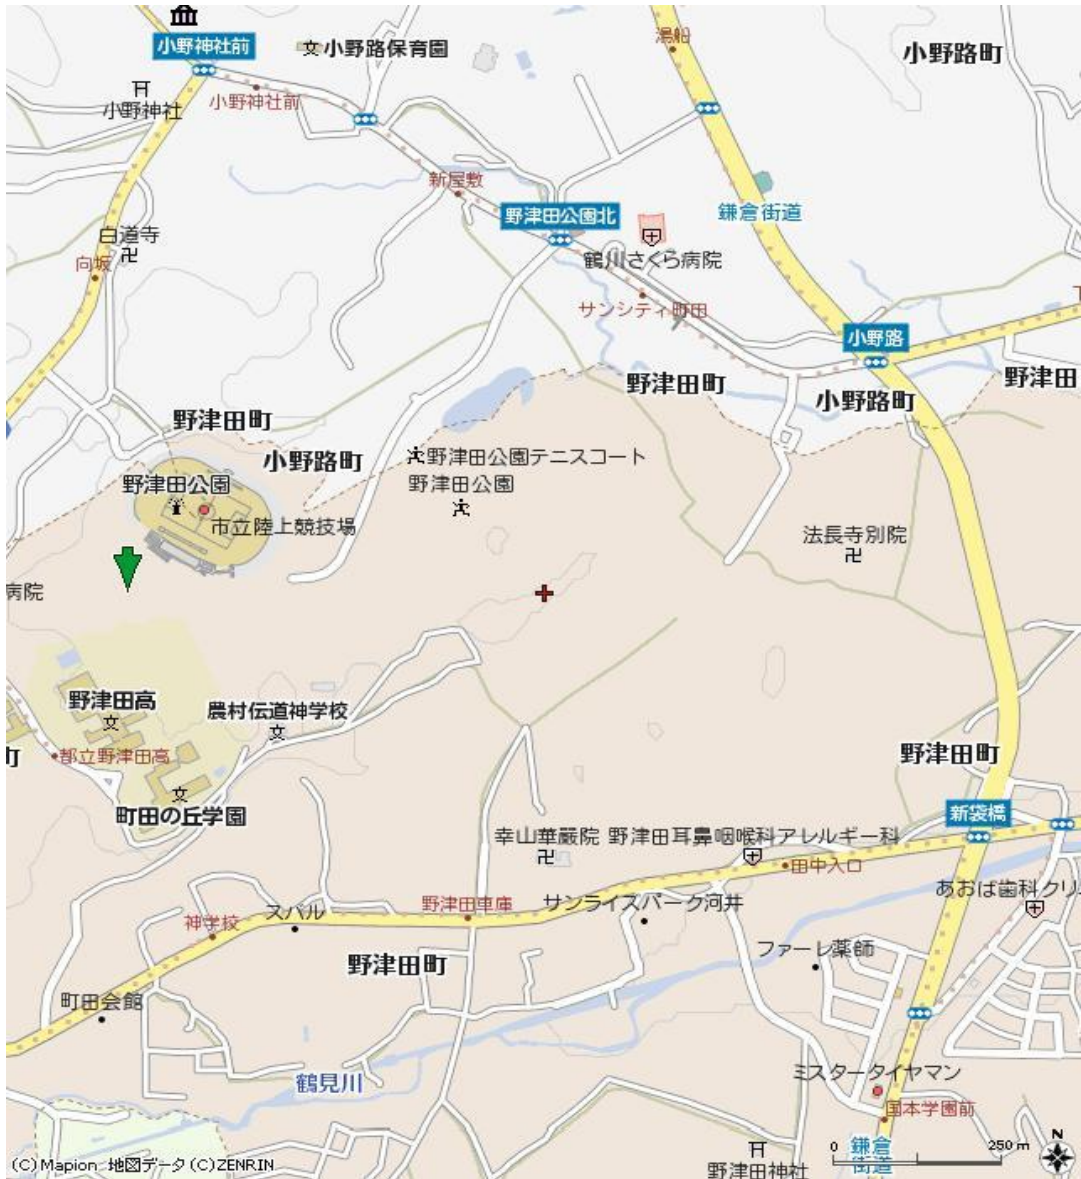 小野神社前
小野路保育園
湯船
小野路町
小野神社
小野神社前
新屋敷
野津田公園北
鎌倉街道
白道寺
鶴川さくら病院
向坂
サンシティ町田
小野路
野津田町
野津田
小野路町
野津田町
小野路町
野津田公園テニスコート
野津田公園
野津田公園
市立陸上競技場
法長寺別院
病院
野津田高
農村伝道神学校
町
都立野津田高
野津田町
町田の丘学園
新袋橋
幸山華厳院
野津田耳鼻咽喉科アレルギー科
田中入口
あおば歯科クリ
野津田車庫
サンライズパーク河井
スバル
神学校
野津田町
ファーレ薬師
町田会館
鶴見川
ミスタータイヤマン
国本学園前
鎌倉
街道
野津田神社
0 250 m
N
(C)Mapion 地図データ(C)ZENRIN